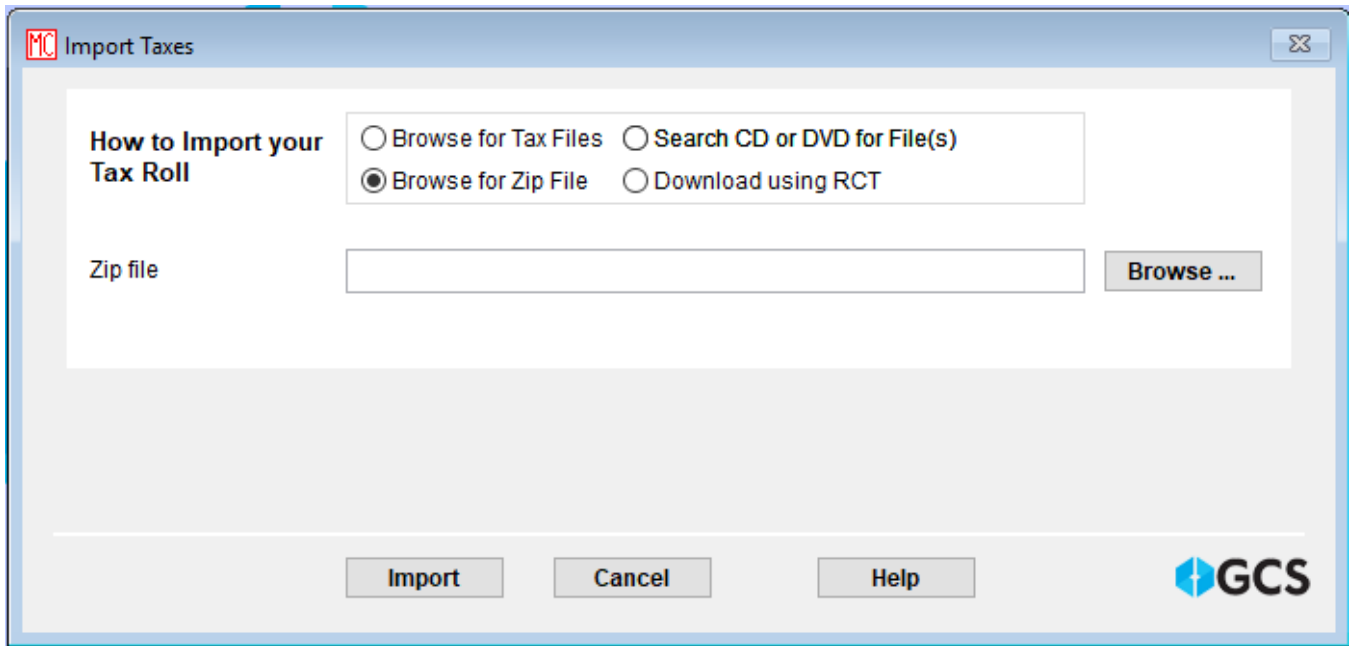 MC Import Taxes
How to Import your
Tax Roll
Browse for Tax Files Search CD or DVD for File(s)
Browse for Zip File Download using RCT
Zip file
Browse ...
Import Cancel Help
GCS